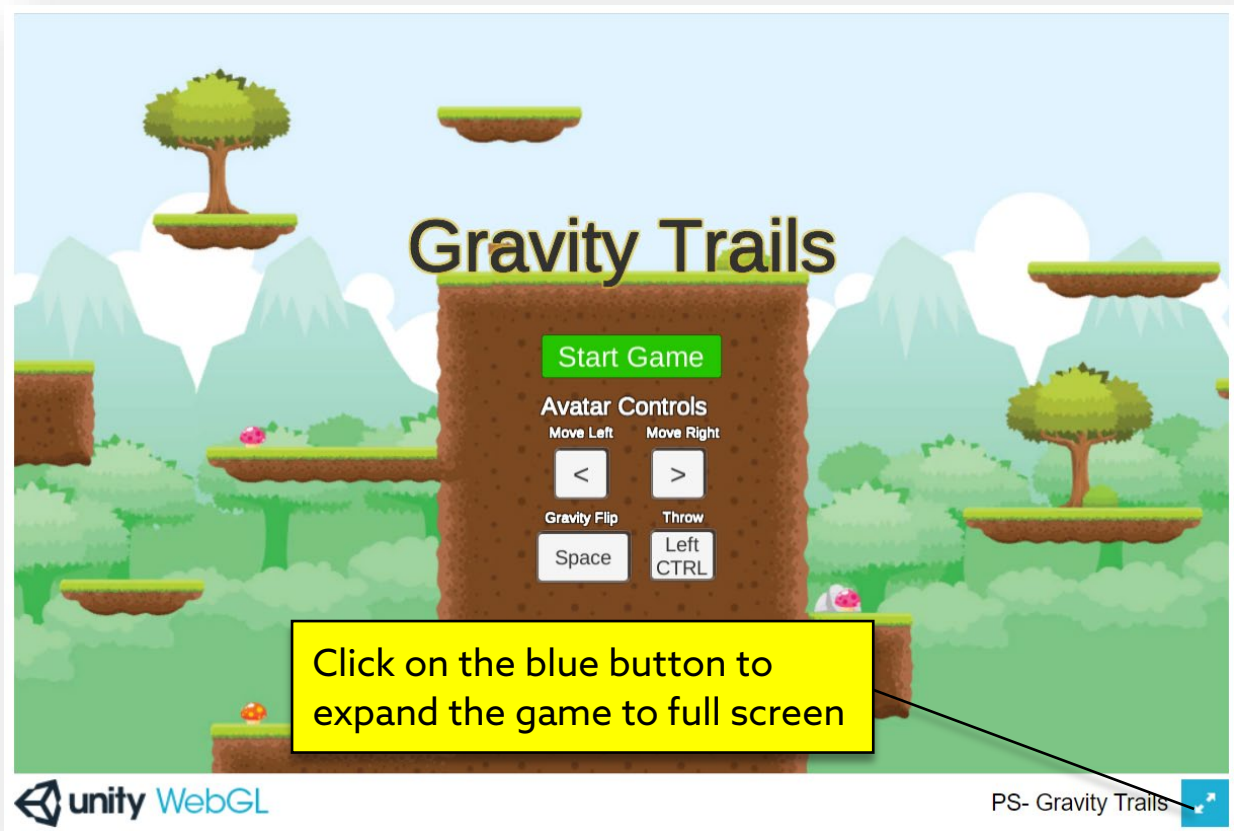 Gravity Trails
Start Game
Avatar Controls
Move Left Move Right
< >
Gravity Flip Throw
Space Left
CTRL
Click on the blue button to
expand the game to full screen
unity WebGL
PS- Gravity Trails